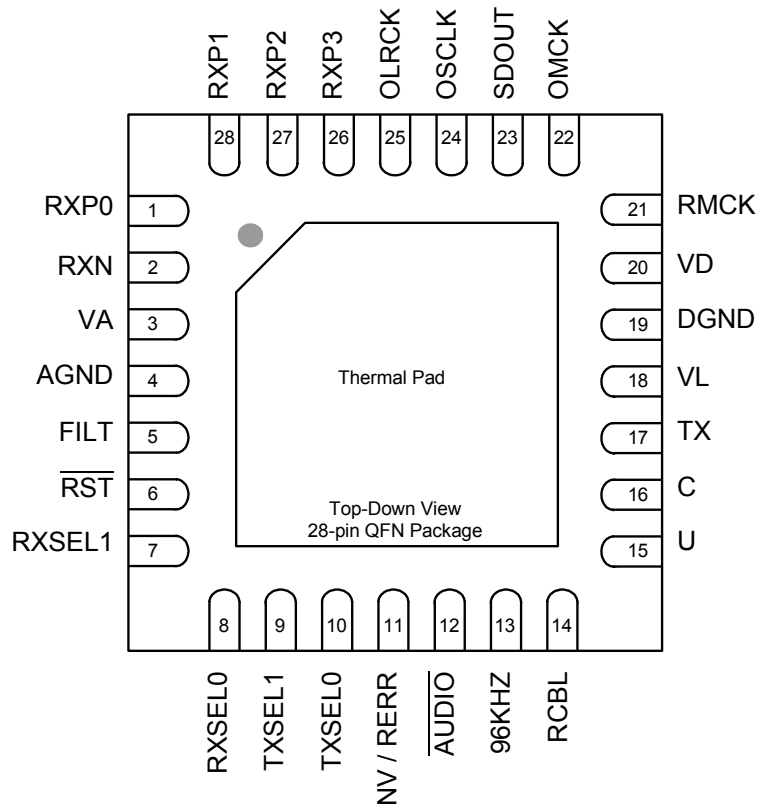 RXP1
RXP2
RXP3
OLRCK
OSCLK
SDOUT
OMCK
28
27
26
25
24
23
22
RXP0 1
RXN 2
VA 3
AGND 4
FILT 5
RST 6
RXSEL1 7
21 RMCK
20 VD
19 DGND
18 VL
17 TX
16 C
15 U
Thermal Pad
Top-Down View
28-pin QFN Package
8
9
10
11
12
13
14
RXSEL0
TXSEL1
TXSEL0
NV / RERR
AUDIO
96KHZ
RCBL